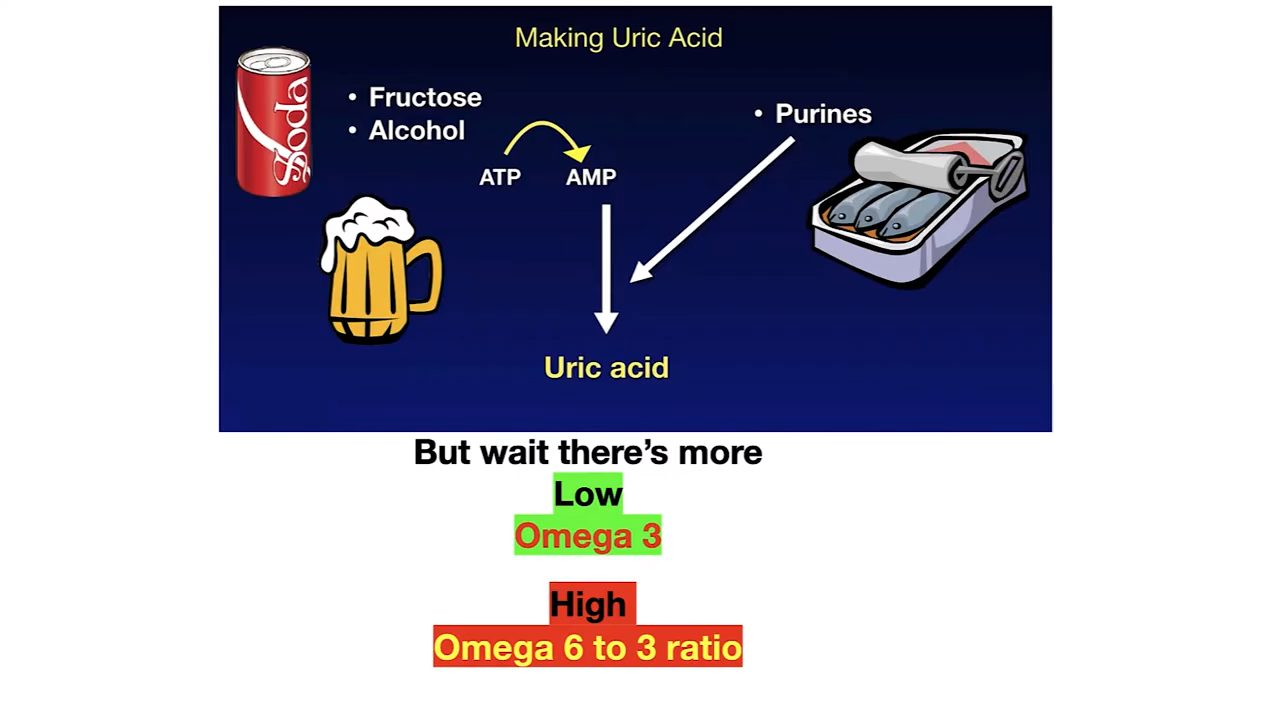 Making Uric Acid
Soda
• Fructose
• Alcohol
• Purines
ATP
AMP
Uric acid
But wait there's more
Low
Omega 3
High
Omega 6 to 3 ratio